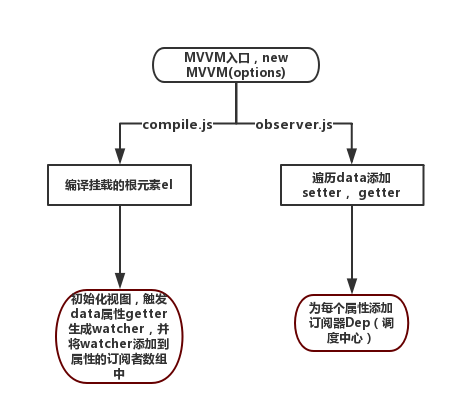 MVVM入口，new
MVVM(options)
compile.js
observer.js
编译挂载的根元素el
遍历data添加
setter ， getter
初始化视图，触发
data属性getter
生成watcher，并
将watcher添加到
属性的订阅者数组
中
为每个属性添加
订阅器Dep（调
度中心）